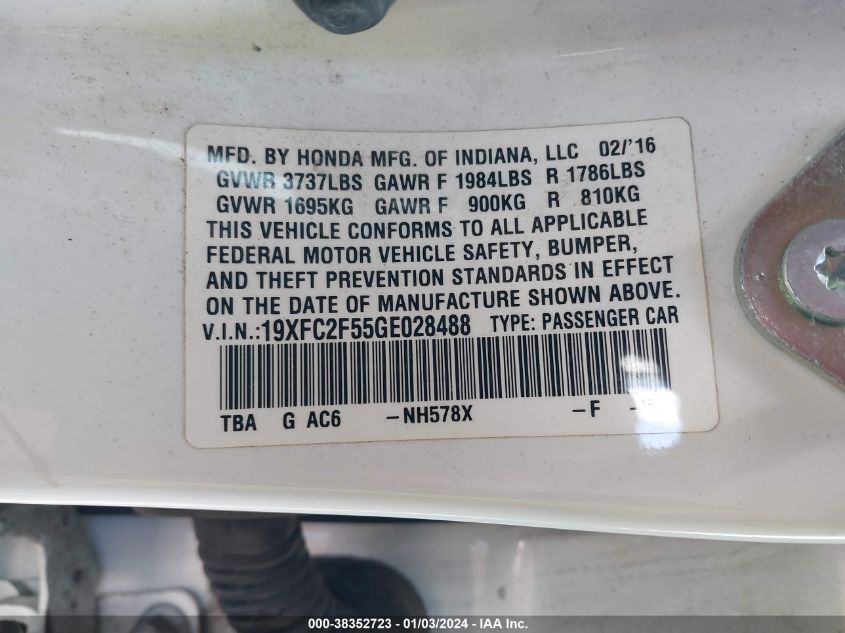 MFD. BY HONDA MFG. OF INDIANA, LLC 02/'16
GVWR 3737LBS GAWR F 1984LBS R 1786LBS
GVWR 1695KG GAWR F 900KG R 810KG
THIS VEHICLE CONFORMS TO ALL APPLICABLE
FEDERAL MOTOR VEHICLE SAFETY, BUMPER,
AND THEFT PREVENTION STANDARDS IN EFFECT
ON THE DATE OF MANUFACTURE SHOWN ABOVE.
V.I.N.:19XFC2F55GE028488 TYPE: PASSENGER CAR
TBA G AC6 -NH578X -F
000-38352723 - 01/03/2024 - IAA Inc.